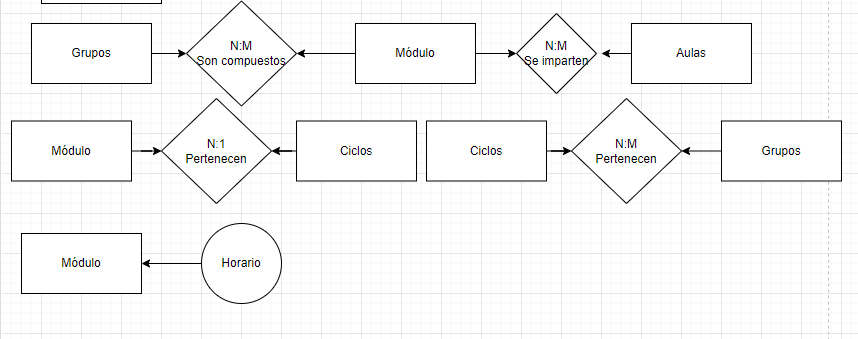 Grupos
N:M
Son compuestos
Módulo
N:M
Se imparten
Aulas
Módulo
N:1
Pertenecen
Ciclos
Ciclos
N:M
Pertenecen
Grupos
Módulo
Horario